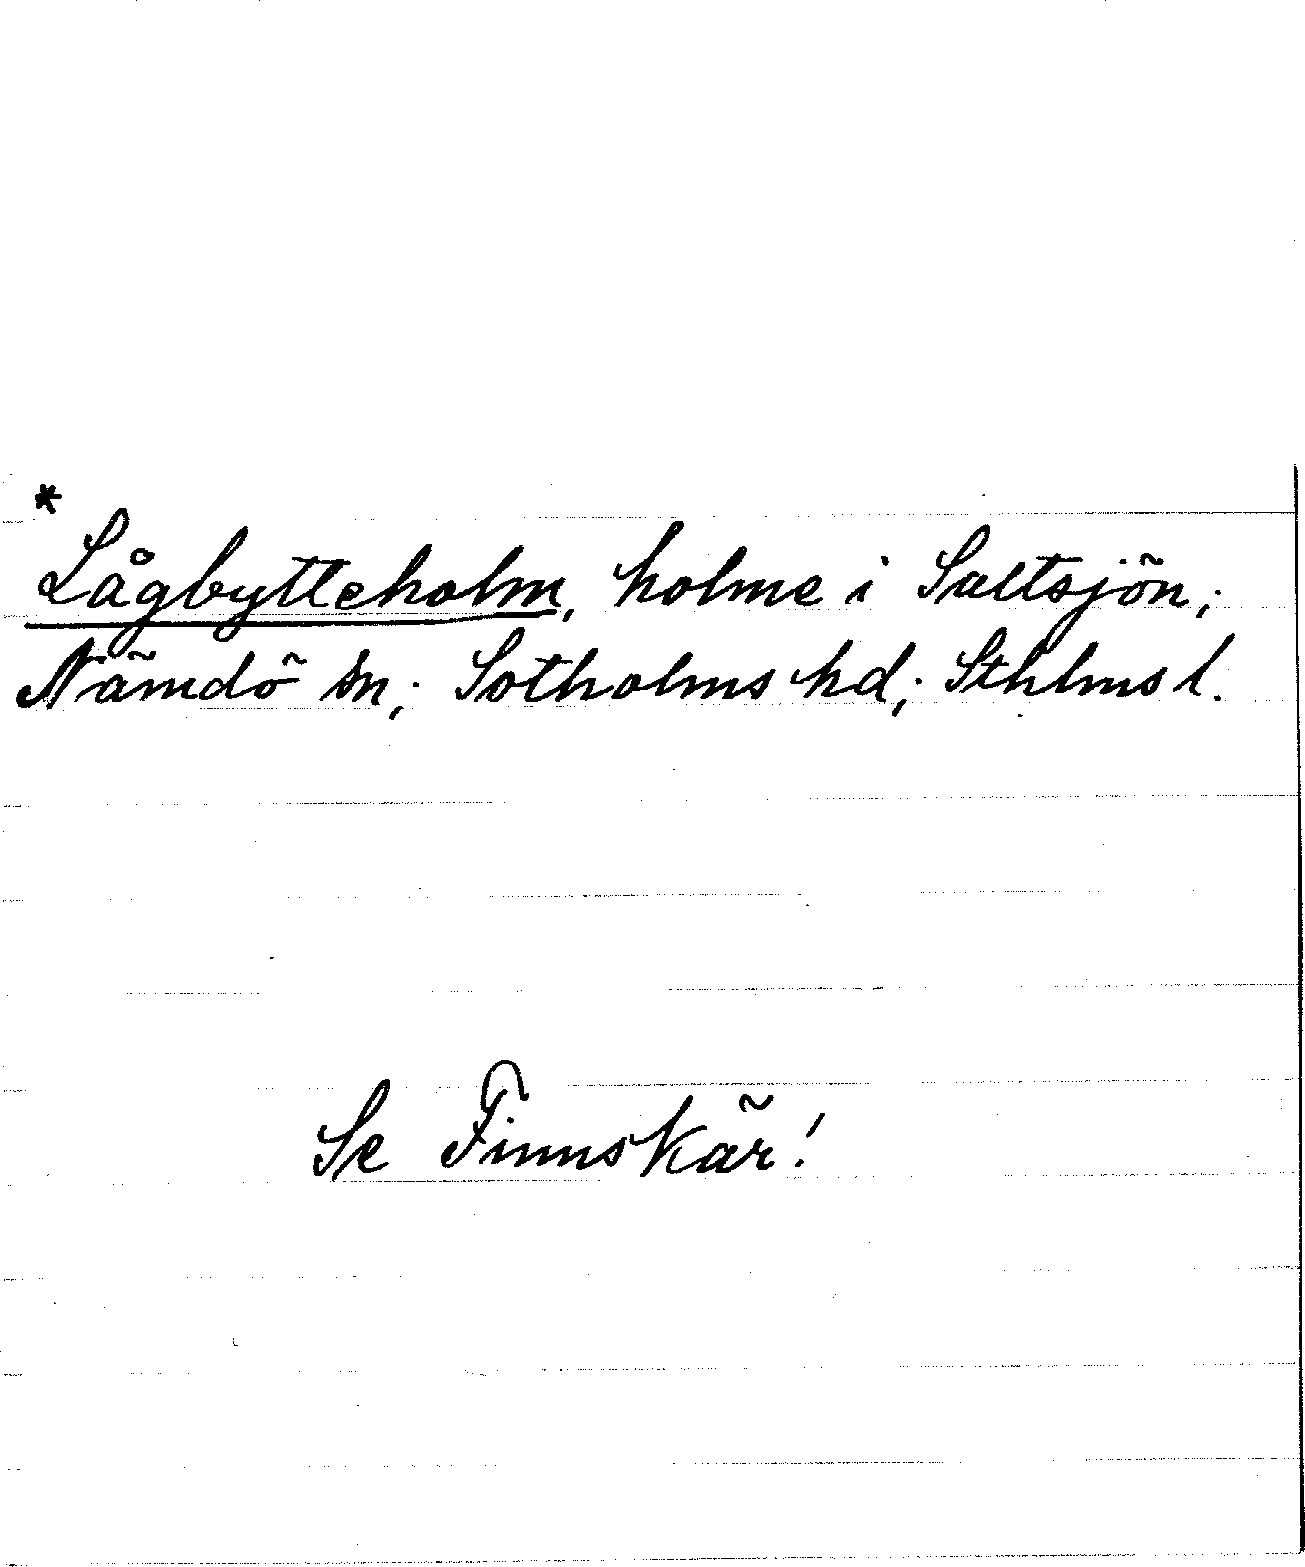 *
Lågbytteholm, holme i Saltsjön;
Nämdö sn; Sotholms hd; Sthlms l.
Se Finnskär!